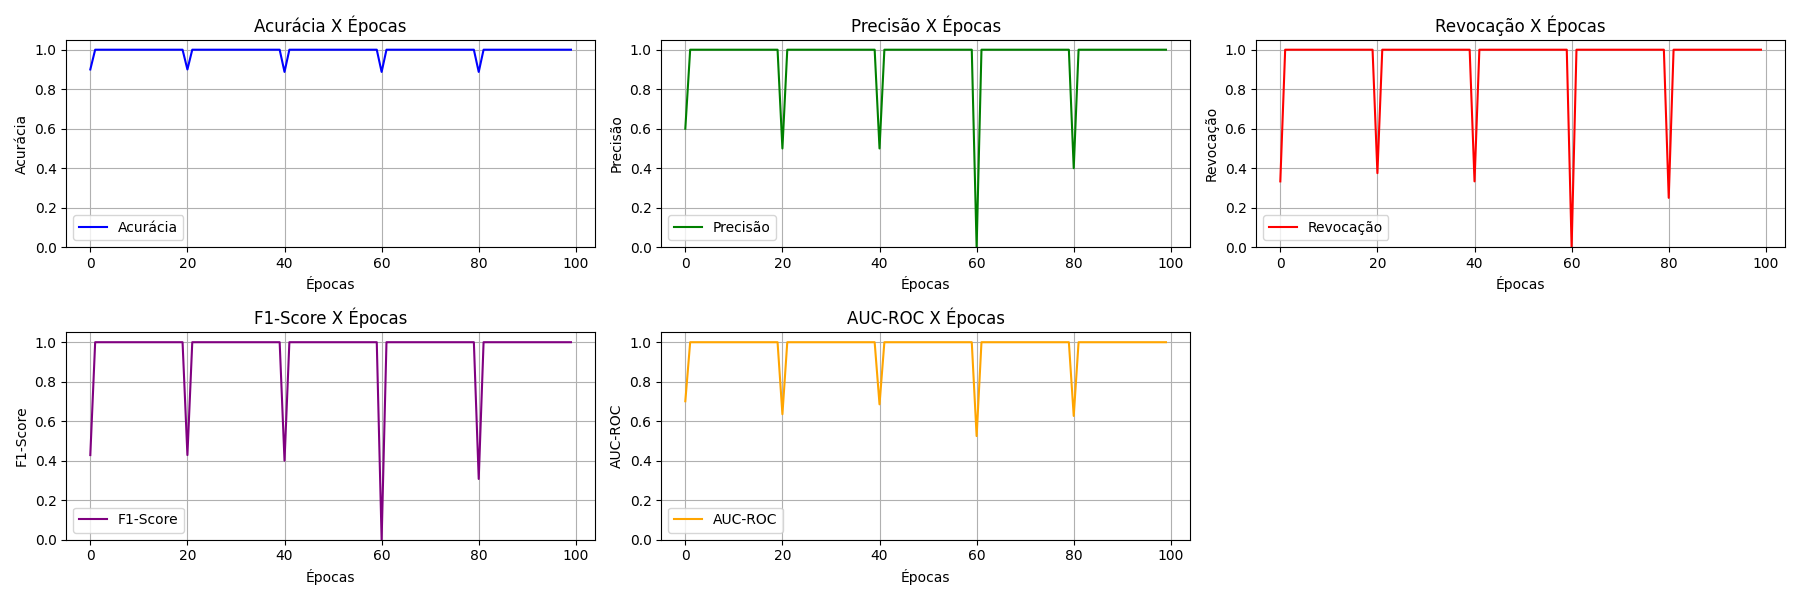 Acurácia X Épocas
Acurácia
1.0
0.8
0.6
0.4
0.2
0.0
Acurácia
0 20 40 60 80 100
Épocas
Precisão X Épocas
Precisão
1.0
0.8
0.6
0.4
0.2
0.0
Precisão
0 20 40 60 80 100
Épocas
Revocação X Épocas
Revocação
1.0
0.8
0.6
0.4
0.2
0.0
Revocação
0 20 40 60 80 100
Épocas
F1-Score X Épocas
F1-Score
1.0
0.8
0.6
0.4
0.2
0.0
F1-Score
0 20 40 60 80 100
Épocas
AUC-ROC X Épocas
AUC-ROC
1.0
0.8
0.6
0.4
0.2
0.0
AUC-ROC
0 20 40 60 80 100
Épocas